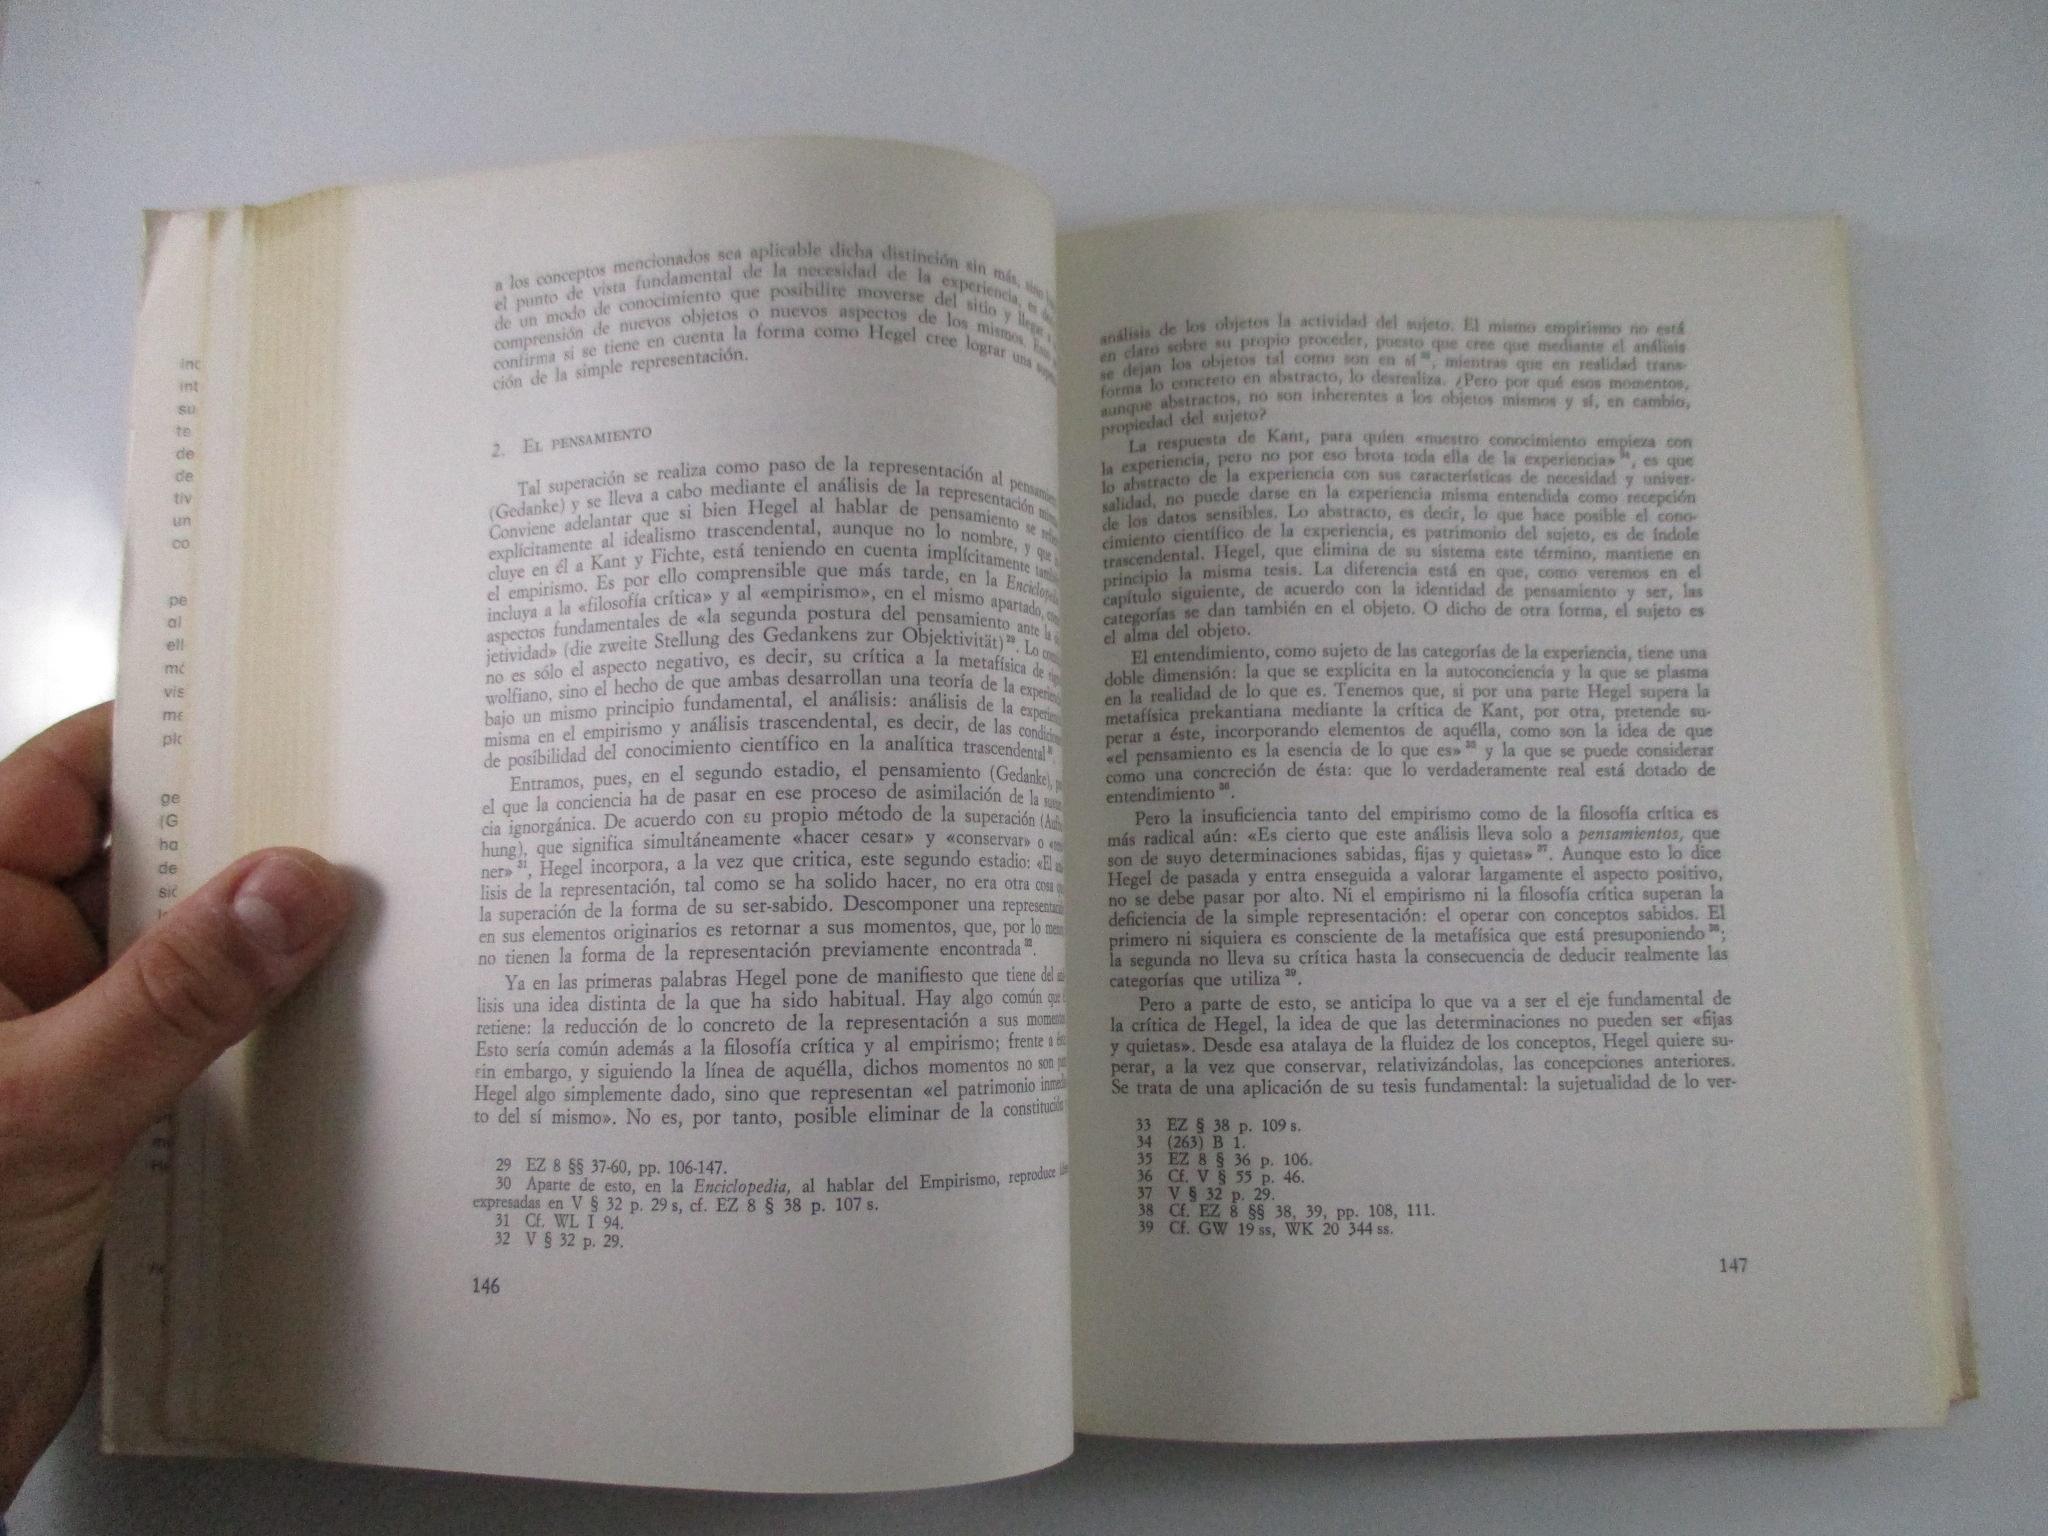 a los conceptos mencionados sea aplicable dicha distinción sin más, sino
el punto de vista fundamental de la necesidad de la experiencia, es
de un modo de conocimiento que posibilite moverse del sitio y llegar a
comprensión de nuevos objetos o nuevos aspectos de los mismos.
confirma si se tiene en cuenta la forma como Hegel cree lograr una
ción de la simple representación.
2. EL PENSAMIENTO
Tal superación se realiza como paso de la representación al
(Gedanke) y se lleva a cabo mediante el análisis de la representación
Conviene adelantar que si bien Hegel al hablar de pensamiento se
explícitamente al idealismo trascendental, aunque no lo nombre, y que
cluye en él a Kant y Fichte, está teniendo en cuenta implícitamente
el empirismo. Es por ello comprensible que más tarde, en la
incluya a la «filosofía crítica» y al «empirismo», en el mismo apartado,
aspectos fundamentales de «la segunda postura del pensamiento ante la
jetividad» (die zweite Stellung des Gedankens zur Objektivität) 29. Lo
no es sólo el aspecto negativo, es decir, su crítica a la metafísica de
wolfiano, sino el hecho de que ambas desarrollan una teoría de la
bajo un mismo principio fundamental, el análisis: análisis de la
misma en el empirismo y análisis trascendental, es decir, de las
de posibilidad del conocimiento científico en la analítica trascendental 30.
Entramos, pues, en el segundo estadio, el pensamiento (Gedanke),
el que la conciencia ha de pasar en ese proceso de asimilación de la
cia ignorgánica. De acuerdo con su propio método de la superación
hung), que significa simultáneamente «hacer cesar» y «conservar» o
ner» 31, Hegel incorpora, a la vez que critica, este segundo estadio: «El
lisis de la representación, tal como se ha solido hacer, no era otra cosa
la superación de la forma de su ser-sabido. Descomponer una
en sus elementos originarios es retornar a sus momentos, que, por lo
no tienen la forma de la representación previamente encontrada 32.
Ya en las primeras palabras Hegel pone de manifiesto que tiene del
lisis una idea distinta de la que ha sido habitual. Hay algo común que
retiene: la reducción de lo concreto de la representación a sus
Esto sería común además a la filosofía crítica y al empirismo; frente a
sin embargo, y siguiendo la línea de aquélla, dichos momentos no son
Hegel algo simplemente dado, sino que representan «el patrimonio
to del sí mismo». No es, por tanto, posible eliminar de la constitución
29 EZ 8 §§ 37-60, pp. 106-147.
30 Aparte de esto, en la Enciclopedia, al hablar del Empirismo, reproduce
expresadas en V § 32 p. 29 s, cf. EZ 8 § 38 p. 107 s.
31 Cf. WL I 94.
32 V § 32 p. 29.
146
análisis de los objetos la actividad del sujeto. El mismo empirismo no está
en claro sobre su propio proceder, puesto que cree que mediante el análisis
se dejan los objetos tal como son en sí 33, mientras que en realidad trans-
forma lo concreto en abstracto, lo desrealiza. ¿Pero por qué esos momentos,
aunque abstractos, no son inherentes a los objetos mismos y sí, en cambio,
propiedad del sujeto?
La respuesta de Kant, para quien «nuestro conocimiento empieza con
la experiencia, pero no por eso brota toda ella de la experiencia» 34, es que
lo abstracto de la experiencia con sus características de necesidad y univer-
salidad, no puede darse en la experiencia misma entendida como recepción
de los datos sensibles. Lo abstracto, es decir, lo que hace posible el cono-
cimiento científico de la experiencia, es patrimonio del sujeto, es de índole
trascendental. Hegel, que elimina de su sistema este término, mantiene en
principio la misma tesis. La diferencia está en que, como veremos en el
capítulo siguiente, de acuerdo con la identidad de pensamiento y ser, las
categorías se dan también en el objeto. O dicho de otra forma, el sujeto es
el alma del objeto.
El entendimiento, como sujeto de las categorías de la experiencia, tiene una
doble dimensión: la que se explicita en la autoconciencia y la que se plasma
en la realidad de lo que es. Tenemos que, si por una parte Hegel supera la
metafísica prekantiana mediante la crítica de Kant, por otra, pretende su-
perar a éste, incorporando elementos de aquélla, como son la idea de que
«el pensamiento es la esencia de lo que es» 35 y la que se puede considerar
como una concreción de ésta: que lo verdaderamente real está dotado de
entendimiento 36.
Pero la insuficiencia tanto del empirismo como de la filosofía crítica es
más radical aún: «Es cierto que este análisis lleva solo a pensamientos, que
son de suyo determinaciones sabidas, fijas y quietas» 37. Aunque esto lo dice
Hegel de pasada y entra enseguida a valorar largamente el aspecto positivo,
no se debe pasar por alto. Ni el empirismo ni la filosofía crítica superan la
deficiencia de la simple representación: el operar con conceptos sabidos. El
primero ni siquiera es consciente de la metafísica que está presuponiendo 38;
la segunda no lleva su crítica hasta la consecuencia de deducir realmente las
categorías que utiliza 39.
Pero a parte de esto, se anticipa lo que va a ser el eje fundamental de
la crítica de Hegel, la idea de que las determinaciones no pueden ser «fijas
y quietas». Desde esa atalaya de la fluidez de los conceptos, Hegel quiere su-
perar, a la vez que conservar, relativizándolas, las concepciones anteriores.
Se trata de una aplicación de su tesis fundamental: la sujetualidad de lo ver-
33 EZ § 38 p. 109 s.
34 (263) B 1.
35 EZ 8 § 36 p. 106.
36 Cf. V § 55 p. 46.
37 V § 32 p. 29.
38 Cf. EZ 8 §§ 38, 39, pp. 108, 111.
39 Cf. GW 19 ss, WK 20 344 ss.
147